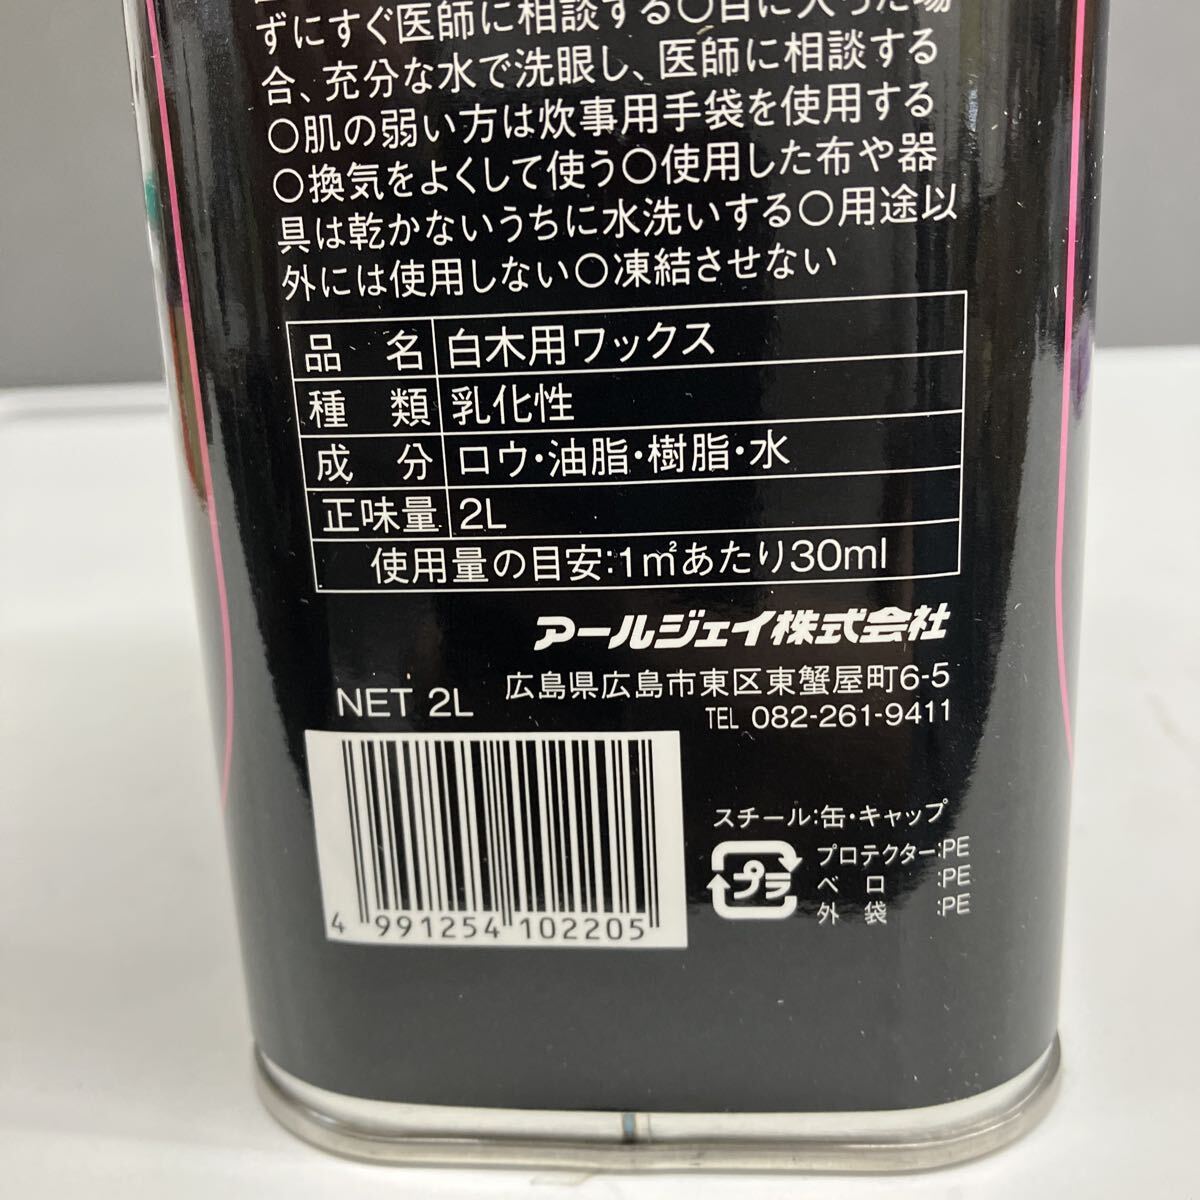 ずにすぐ医師に相談する○目に入った場
合、充分な水で洗眼し、医師に相談する
○肌の弱い方は炊事用手袋を使用する
○換気をよくして使う○使用した布や器
具は乾かないうちに水洗いする○用途以
外には使用しない○凍結させない
品 名 白木用ワックス
種 類 乳化性
成 分 ロウ・油脂・樹脂・水
正味量 2L
使用量の目安:1㎡あたり30ml
アールジェイ株式会社
広島県広島市東区東蟹屋町6-5
TEL 082-261-9411
NET 2L
4 991254 102205
スチール:缶・キャップ
プラ
プロテクター:PE
ベ ロ :PE
外 袋 :PE